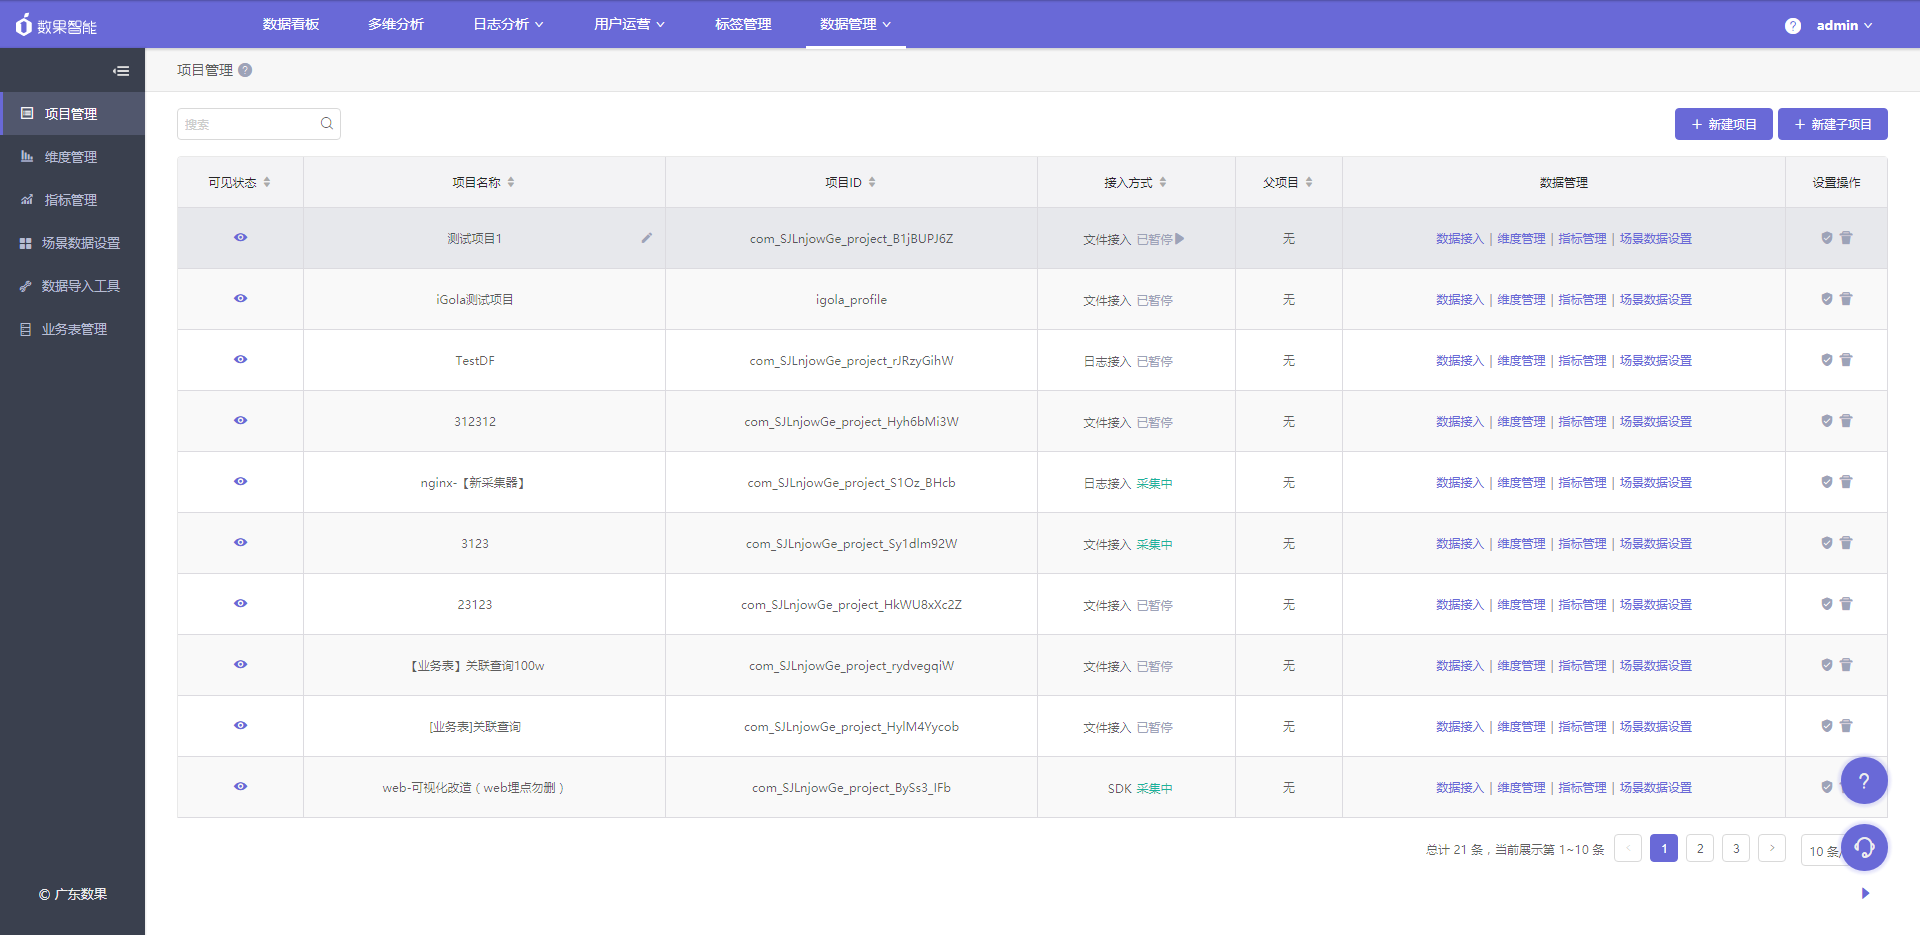 数果智能 数据看板 多维分析 日志分析 用户运营 标签管理 数据管理 ? admin
项目管理 ?
项目管理
维度管理
指标管理
场景数据设置
数据导入工具
业务表管理
© 广东数果
搜索 + 新建项目 + 新建子项目
可见状态 项目名称 项目ID 接入方式 父项目 数据管理 设置操作
测试项目1 com_SJLnjowGe_project_B1jBUPJ6Z 文件接入 已暂停 无 数据接入 | 维度管理 | 指标管理 | 场景数据设置
iGola测试项目 igola_profile 文件接入 已暂停 无 数据接入 | 维度管理 | 指标管理 | 场景数据设置
TestDF com_SJLnjowGe_project_rJRzyGihW 日志接入 已暂停 无 数据接入 | 维度管理 | 指标管理 | 场景数据设置
312312 com_SJLnjowGe_project_Hyh6bMi3W 文件接入 已暂停 无 数据接入 | 维度管理 | 指标管理 | 场景数据设置
nginx-【新采集器】 com_SJLnjowGe_project_S1Oz_BHcb 日志接入 采集中 无 数据接入 | 维度管理 | 指标管理 | 场景数据设置
3123 com_SJLnjowGe_project_Sy1dlm92W 文件接入 采集中 无 数据接入 | 维度管理 | 指标管理 | 场景数据设置
23123 com_SJLnjowGe_project_HkWU8xXc2Z 文件接入 已暂停 无 数据接入 | 维度管理 | 指标管理 | 场景数据设置
【业务表】关联查询100w com_SJLnjowGe_project_rydvegqiW 文件接入 已暂停 无 数据接入 | 维度管理 | 指标管理 | 场景数据设置
[业务表]关联查询 com_SJLnjowGe_project_HylM4Yycob 文件接入 已暂停 无 数据接入 | 维度管理 | 指标管理 | 场景数据设置
web-可视化改造（web埋点勿删） com_SJLnjowGe_project_BySs3_IFb SDK 采集中 无 数据接入 | 维度管理 | 指标管理 | 场景数据设置
?
总计 21 条，当前展示第 1~10 条 < 1 2 3 > 10 条/